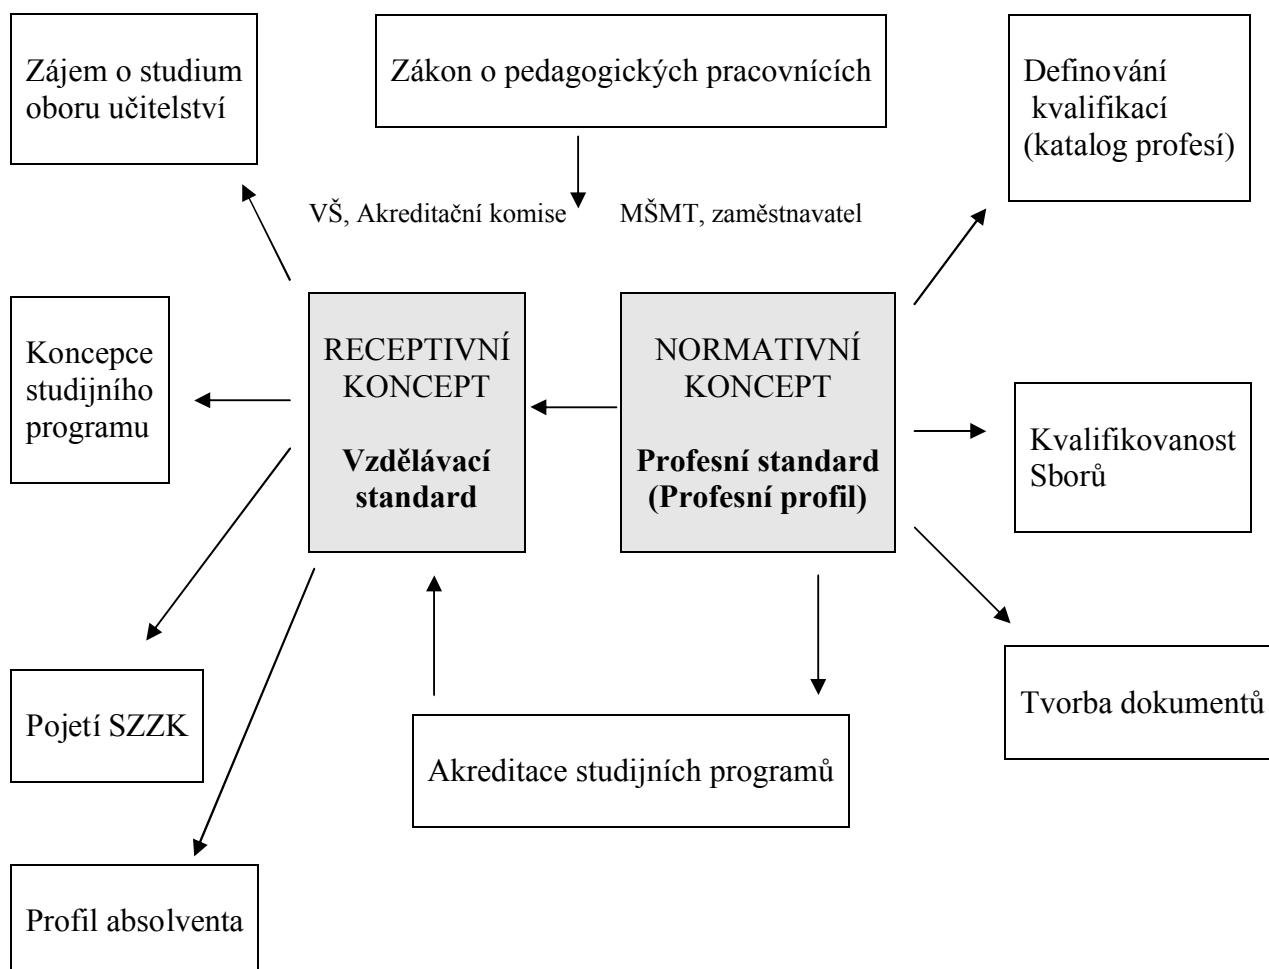 Zájem o studium
oboru učitelství
Zákon o pedagogických pracovnících
Definování
kvalifikací
(katalog profesí)
VŠ, Akreditační komise
MŠMT, zaměstnavatel
Koncepce
studijního
programu
RECEPTIVNÍ
KONCEPT
Vzdělávací
standard
NORMATIVNÍ
KONCEPT
Profesní standard
(Profesní profil)
Kvalifikovanost
Sborů
Pojetí SZZK
Akreditace studijních programů
Tvorba dokumentů
Profil absolventa